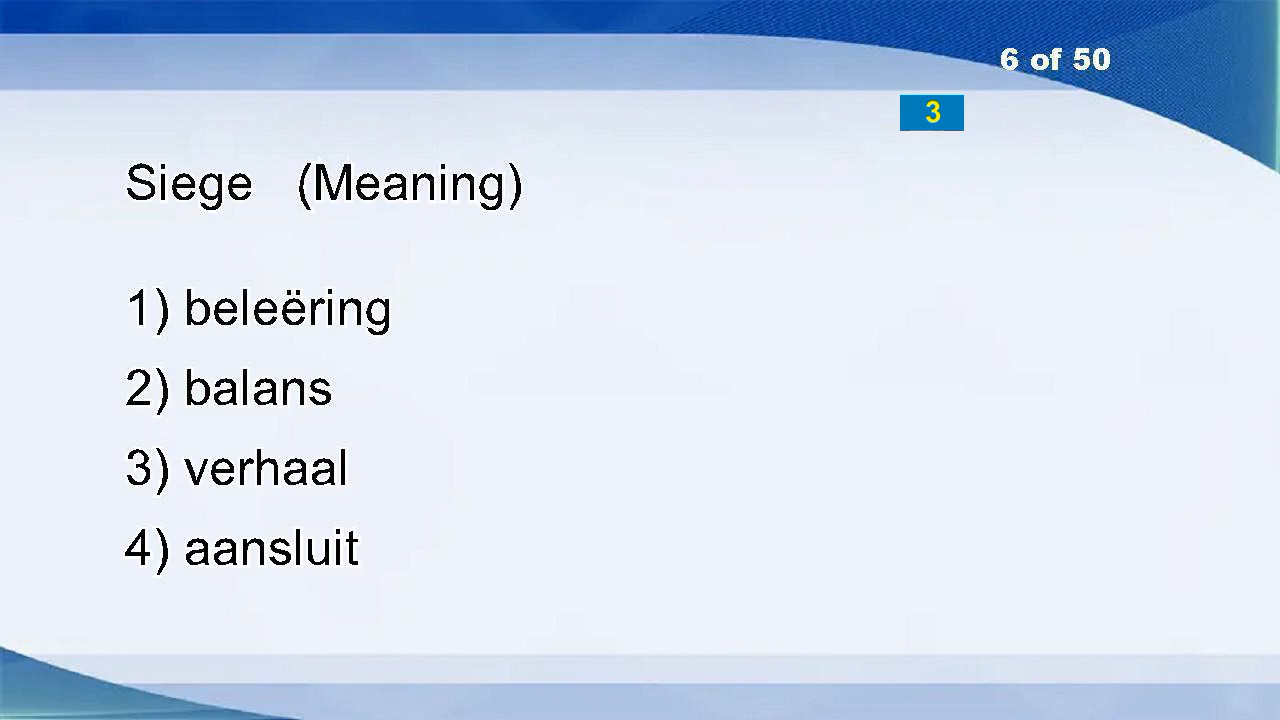 6 of 50
3
Siege (Meaning)
1) beleëring
2) balans
3) verhaal
4) aansluit